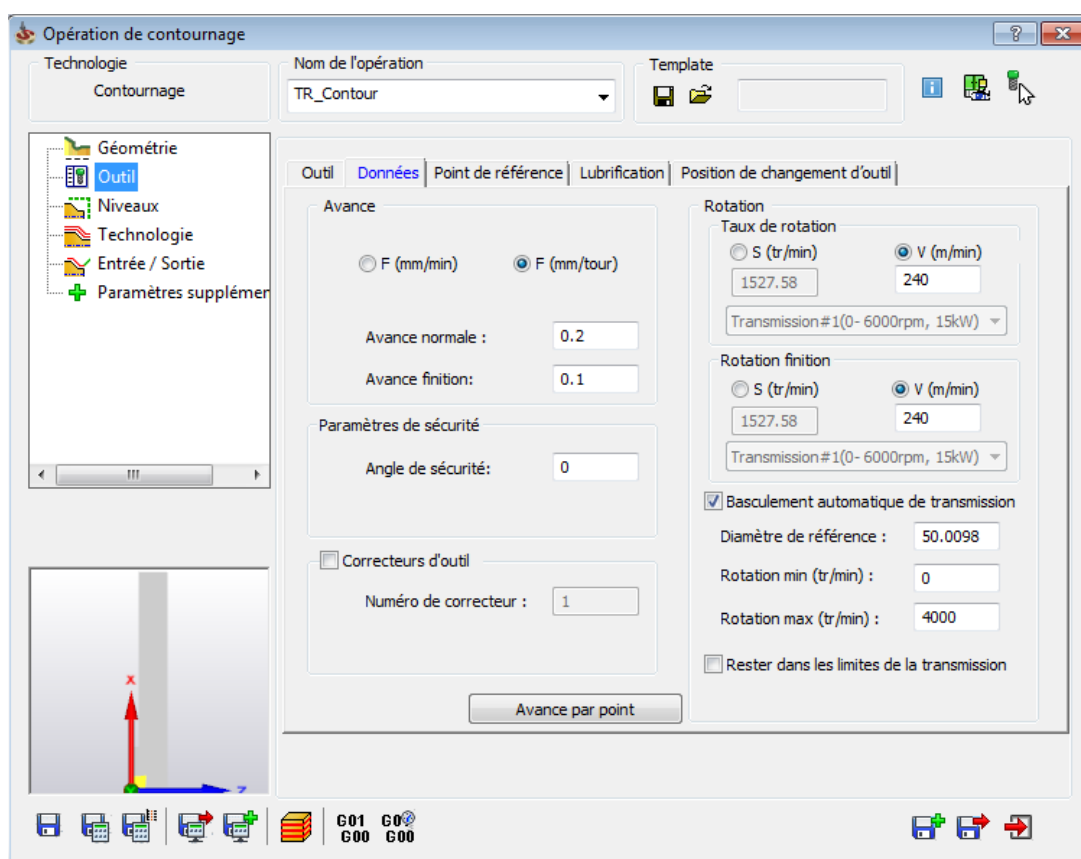 Opération de contournage
Technologie
Contournage
Nom de l'opération
TR_Contour
Template
Géométrie
Outil
Niveaux
Technologie
Entrée / Sortie
Paramètres supplémen
Outil Données Point de référence Lubrification Position de changement d'outil
Avance
F (mm/min) F (mm/tour)
Avance normale : 0.2
Avance finition: 0.1
Paramètres de sécurité
Angle de sécurité: 0
Correcteurs d'outil
Numéro de correcteur : 1
Avance par point
Rotation
Taux de rotation
S (tr/min) V (m/min)
1527.58 240
Transmission#1(0- 6000rpm, 15kW)
Rotation finition
S (tr/min) V (m/min)
1527.58 240
Transmission#1(0- 6000rpm, 15kW)
Basculement automatique de transmission
Diamètre de référence : 50.0098
Rotation min (tr/min) : 0
Rotation max (tr/min) : 4000
Rester dans les limites de la transmission
x
z
G01 G0
G00 G00